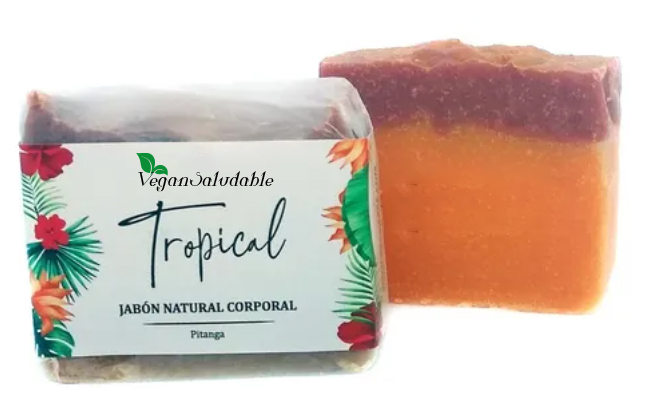 VeganSaludable
Tropical
JABÓN NATURAL CORPORAL
Pitanga